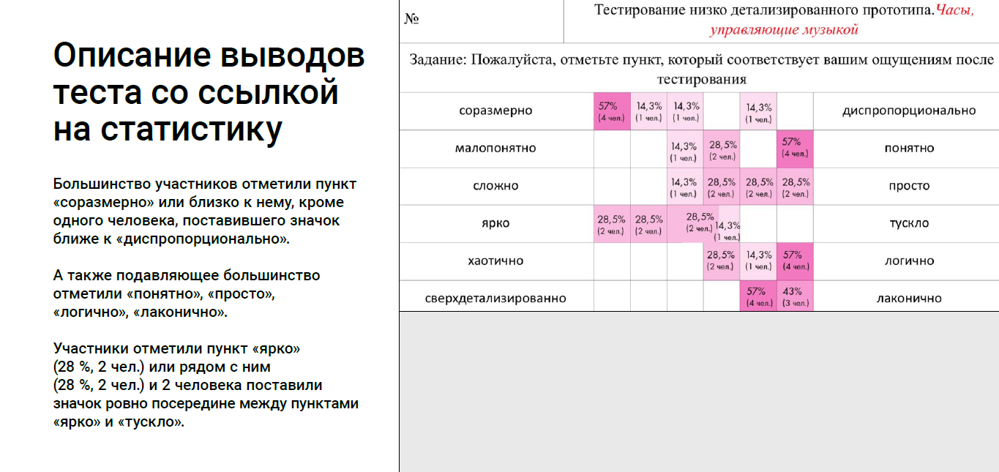 Описание выводов
теста со ссылкой
на статистику
Большинство участников отметили пункт
«соразмерно» или близко к нему, кроме
одного человека, поставившего значок
ближе к «диспропорционально».
А также подавляющее большинство
отметили «понятно», «просто»,
«логично», «лаконично».
Участники отметили пункт «ярко»
(28 %, 2 чел.) или рядом с ним
(28 %, 2 чел.) и 2 человека поставили
значок ровно посередине между пунктами
«ярко» и «тускло».
№
Тестирование низко детализированного прототипа.Часы,
управляющие музыкой
Задание: Пожалуйста, отметьте пункт, который соответствует вашим ощущениям после
тестирования
соразмерно 57% 14,3% 14,3% 14,3% диспропорционально
(4 чел.) (1 чел.) (1 чел.) (1 чел.)
малопонятно 14,3% 28,5% 57% понятно
(1 чел.) (2 чел.) (4 чел.)
сложно 14,3% 28,5% 28,5% 28,5% просто
(1 чел.) (2 чел.) (2 чел.) (2 чел.)
ярко 28,5% 28,5% 28,5% 14,3% тускло
(2 чел.) (2 чел.) (2 чел.) (1 чел.)
хаотично 28,5% 14,3% 57% логично
(2 чел.) (1 чел.) (4 чел.)
сверхдетализированно 57% 43% лаконично
(4 чел.) (3 чел.)